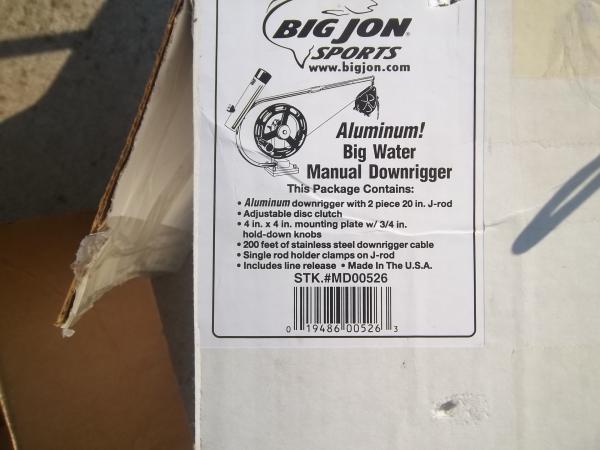 BIG JON
SPORTS®
www.bigjon.com
Aluminum!
Big Water
Manual Downrigger
This Package Contains:
• Aluminum downrigger with 2 piece 20 in. J-rod
• Adjustable disc clutch
• 4 in. x 4 in. mounting plate w/ 3/4 in.
hold-down knobs
• 200 feet of stainless steel downrigger cable
• Single rod holder clamps on J-rod
• Includes line release • Made In The U.S.A.
STK.#MD00526
0 19486 00526 3